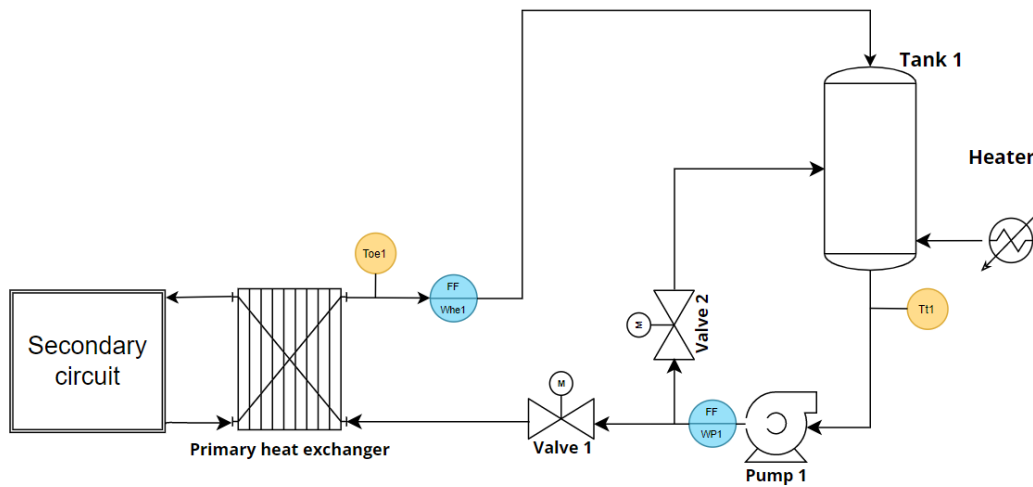 Tank 1
Heater
Toe1
FF
Whe1
M
Valve 2
Tt1
Secondary
circuit
M
FF
WP1
Primary heat exchanger
Valve 1
Pump 1